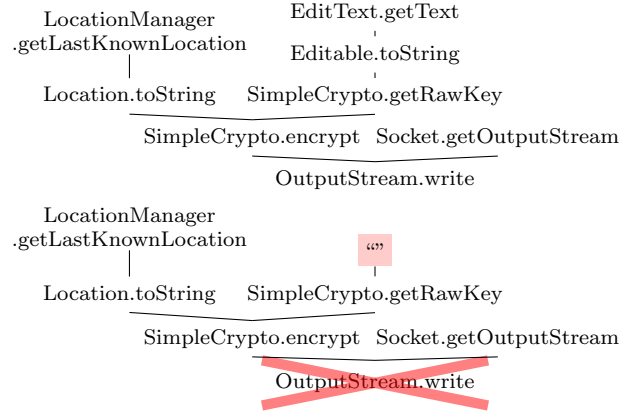 EditText.getText
LocationManager
.getLastKnownLocation
Editable.toString
Location.toString SimpleCrypto.getRawKey
SimpleCrypto.encrypt Socket.getOutputStream
OutputStream.write
LocationManager
.getLastKnownLocation
“”
Location.toString SimpleCrypto.getRawKey
SimpleCrypto.encrypt Socket.getOutputStream
OutputStream.write